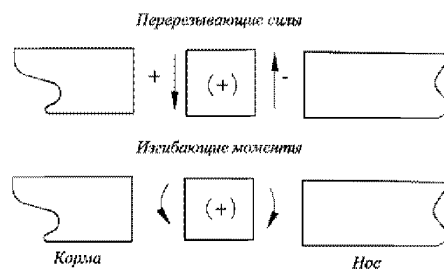 Перерезывающие силы
+ (+) -
Изгибающие моменты
(+)
Корма Нос